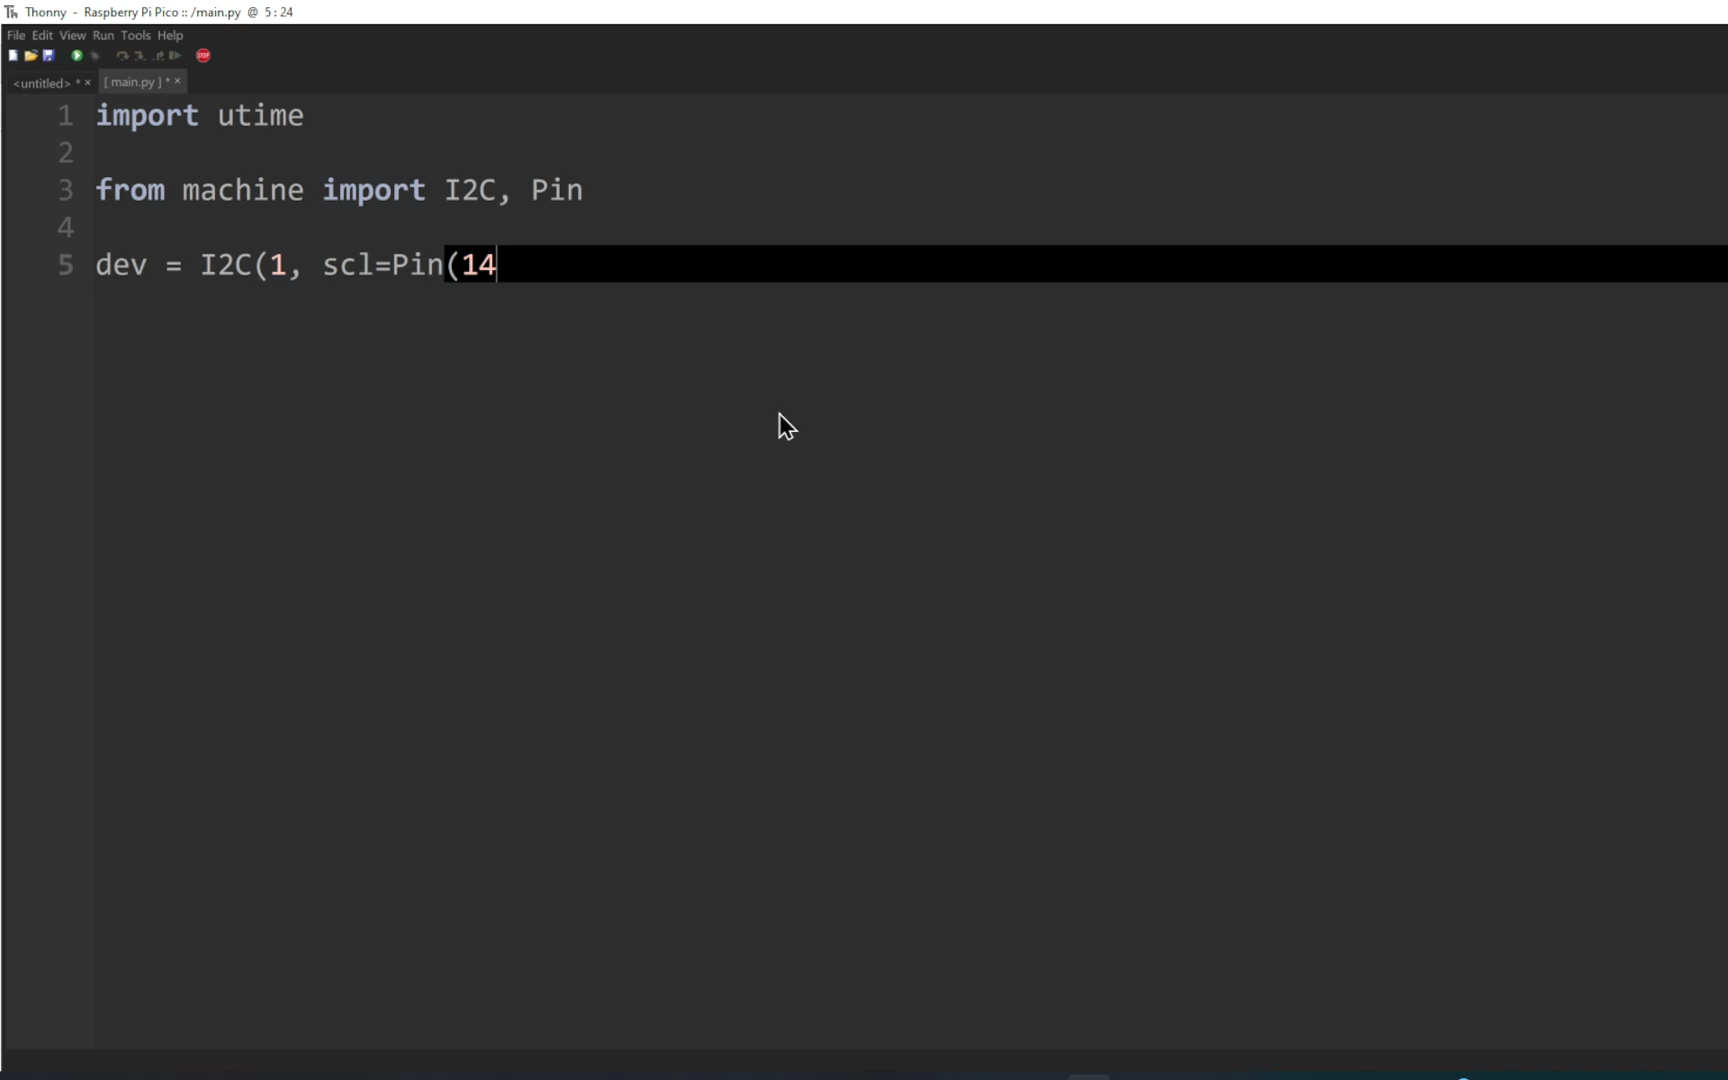 Thonny - Raspberry Pi Pico :: /main.py @ 5:24
File Edit View Run Tools Help
STOP
<untitled> * × [ main.py ] * ×
1 import utime
2
3 from machine import I2C, Pin
4
5 dev = I2C(1, scl=Pin(14